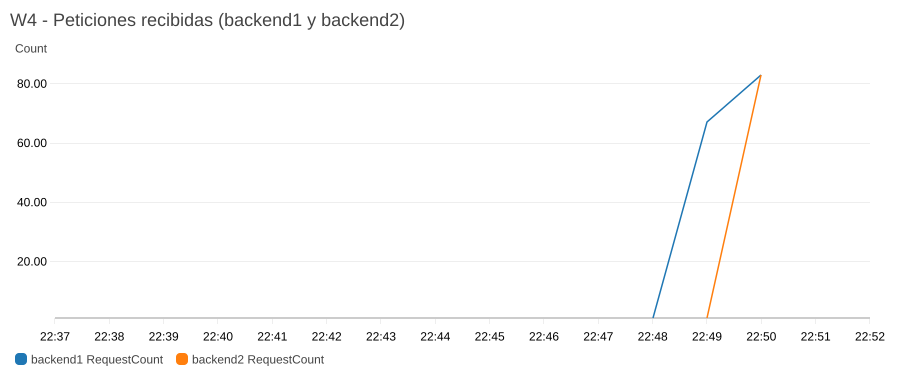 W4 - Peticiones recibidas (backend1 y backend2)
Count
80.00
60.00
40.00
20.00
22:37 22:38 22:39 22:40 22:41 22:42 22:43 22:44 22:45 22:46 22:47 22:48 22:49 22:50 22:51 22:52
backend1 RequestCount backend2 RequestCount